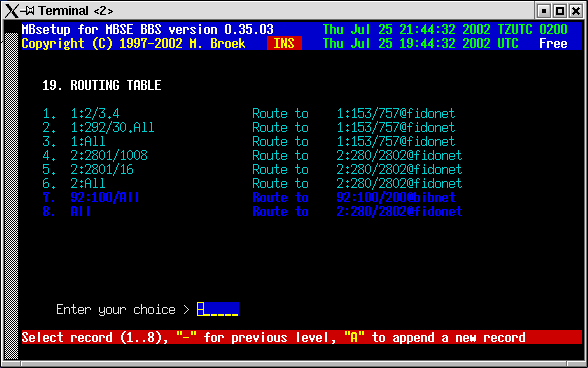 Terminal <2>
MBsetup for MBSE BBS version 0.35.03 Thu Jul 25 21:44:32 2002 TZUTC 0200
Copyright (C) 1997-2002 M. Broek INS Thu Jul 25 19:44:32 2002 UTC Free
19. ROUTING TABLE
1. 1:2/3.4 Route to 1:153/757@fidonet
2. 1:292/30.All Route to 1:153/757@fidonet
3. 1:All Route to 1:153/757@fidonet
4. 2:2801/1008 Route to 2:280/2802@fidonet
5. 2:2801/16 Route to 2:280/2802@fidonet
6. 2:All Route to 2:280/2802@fidonet
7. 92:100/All Route to 92:100/200@bibnet
8. All Route to 2:280/2802@fidonet
Enter your choice > -_____
Select record (1..8), "-" for previous level, "A" to append a new record